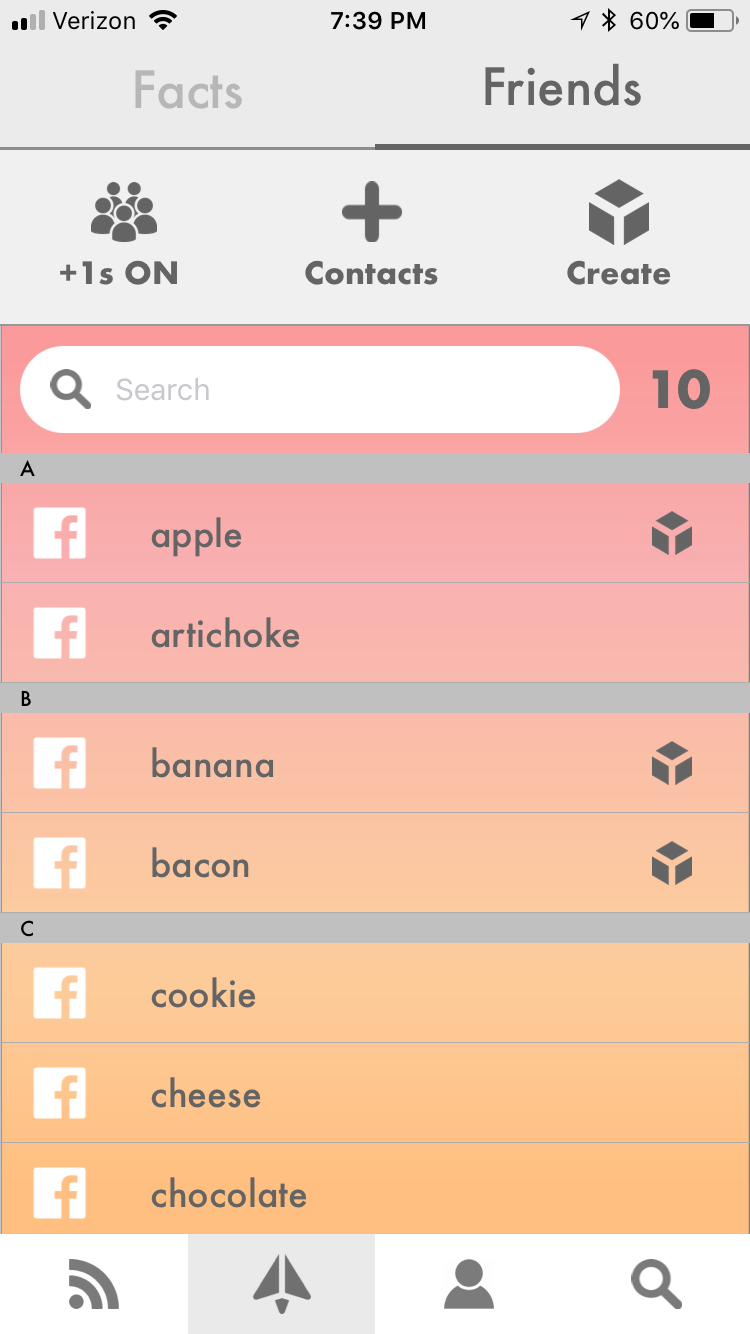 Verizon 7:39 PM 60%
Facts Friends
+1s ON Contacts Create
Search 10
A
apple
artichoke
B
banana
bacon
C
cookie
cheese
chocolate